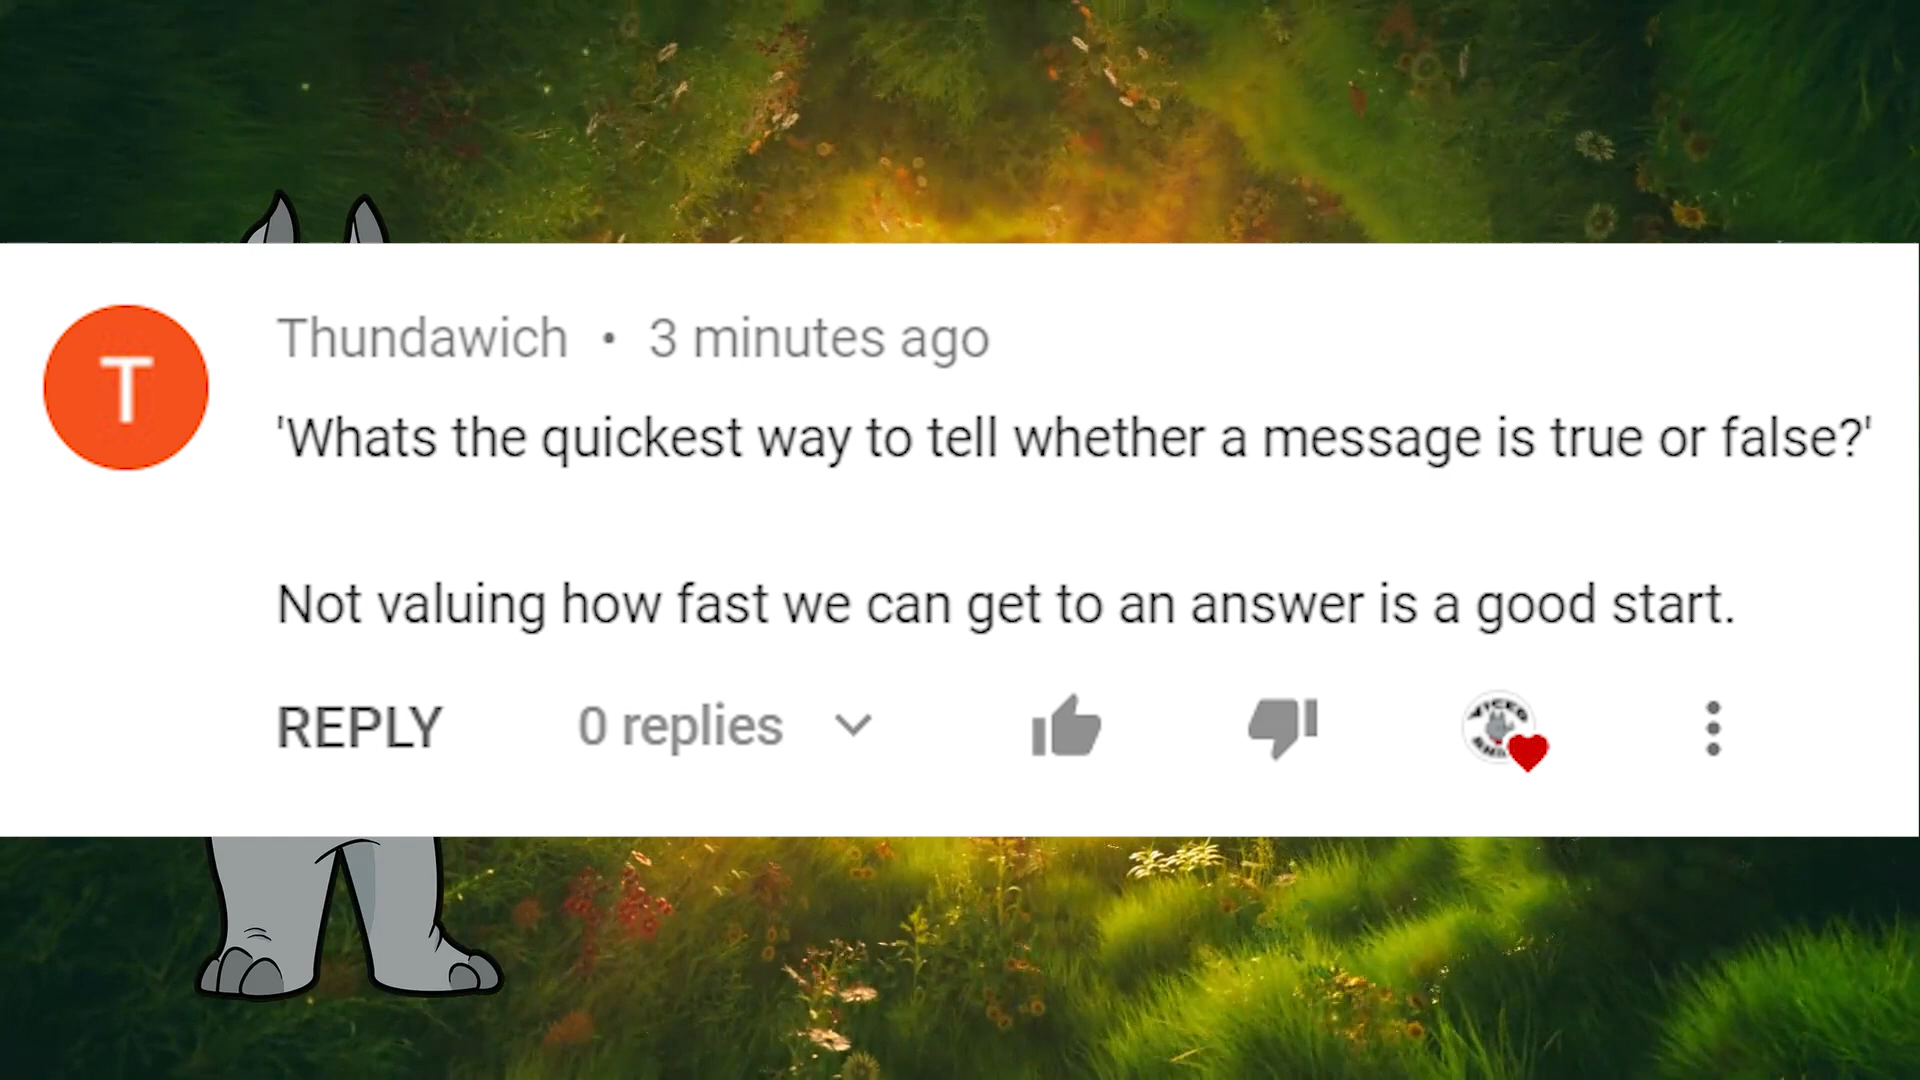 T
Thundawich • 3 minutes ago
'Whats the quickest way to tell whether a message is true or false?'
Not valuing how fast we can get to an answer is a good start.
REPLY 0 replies